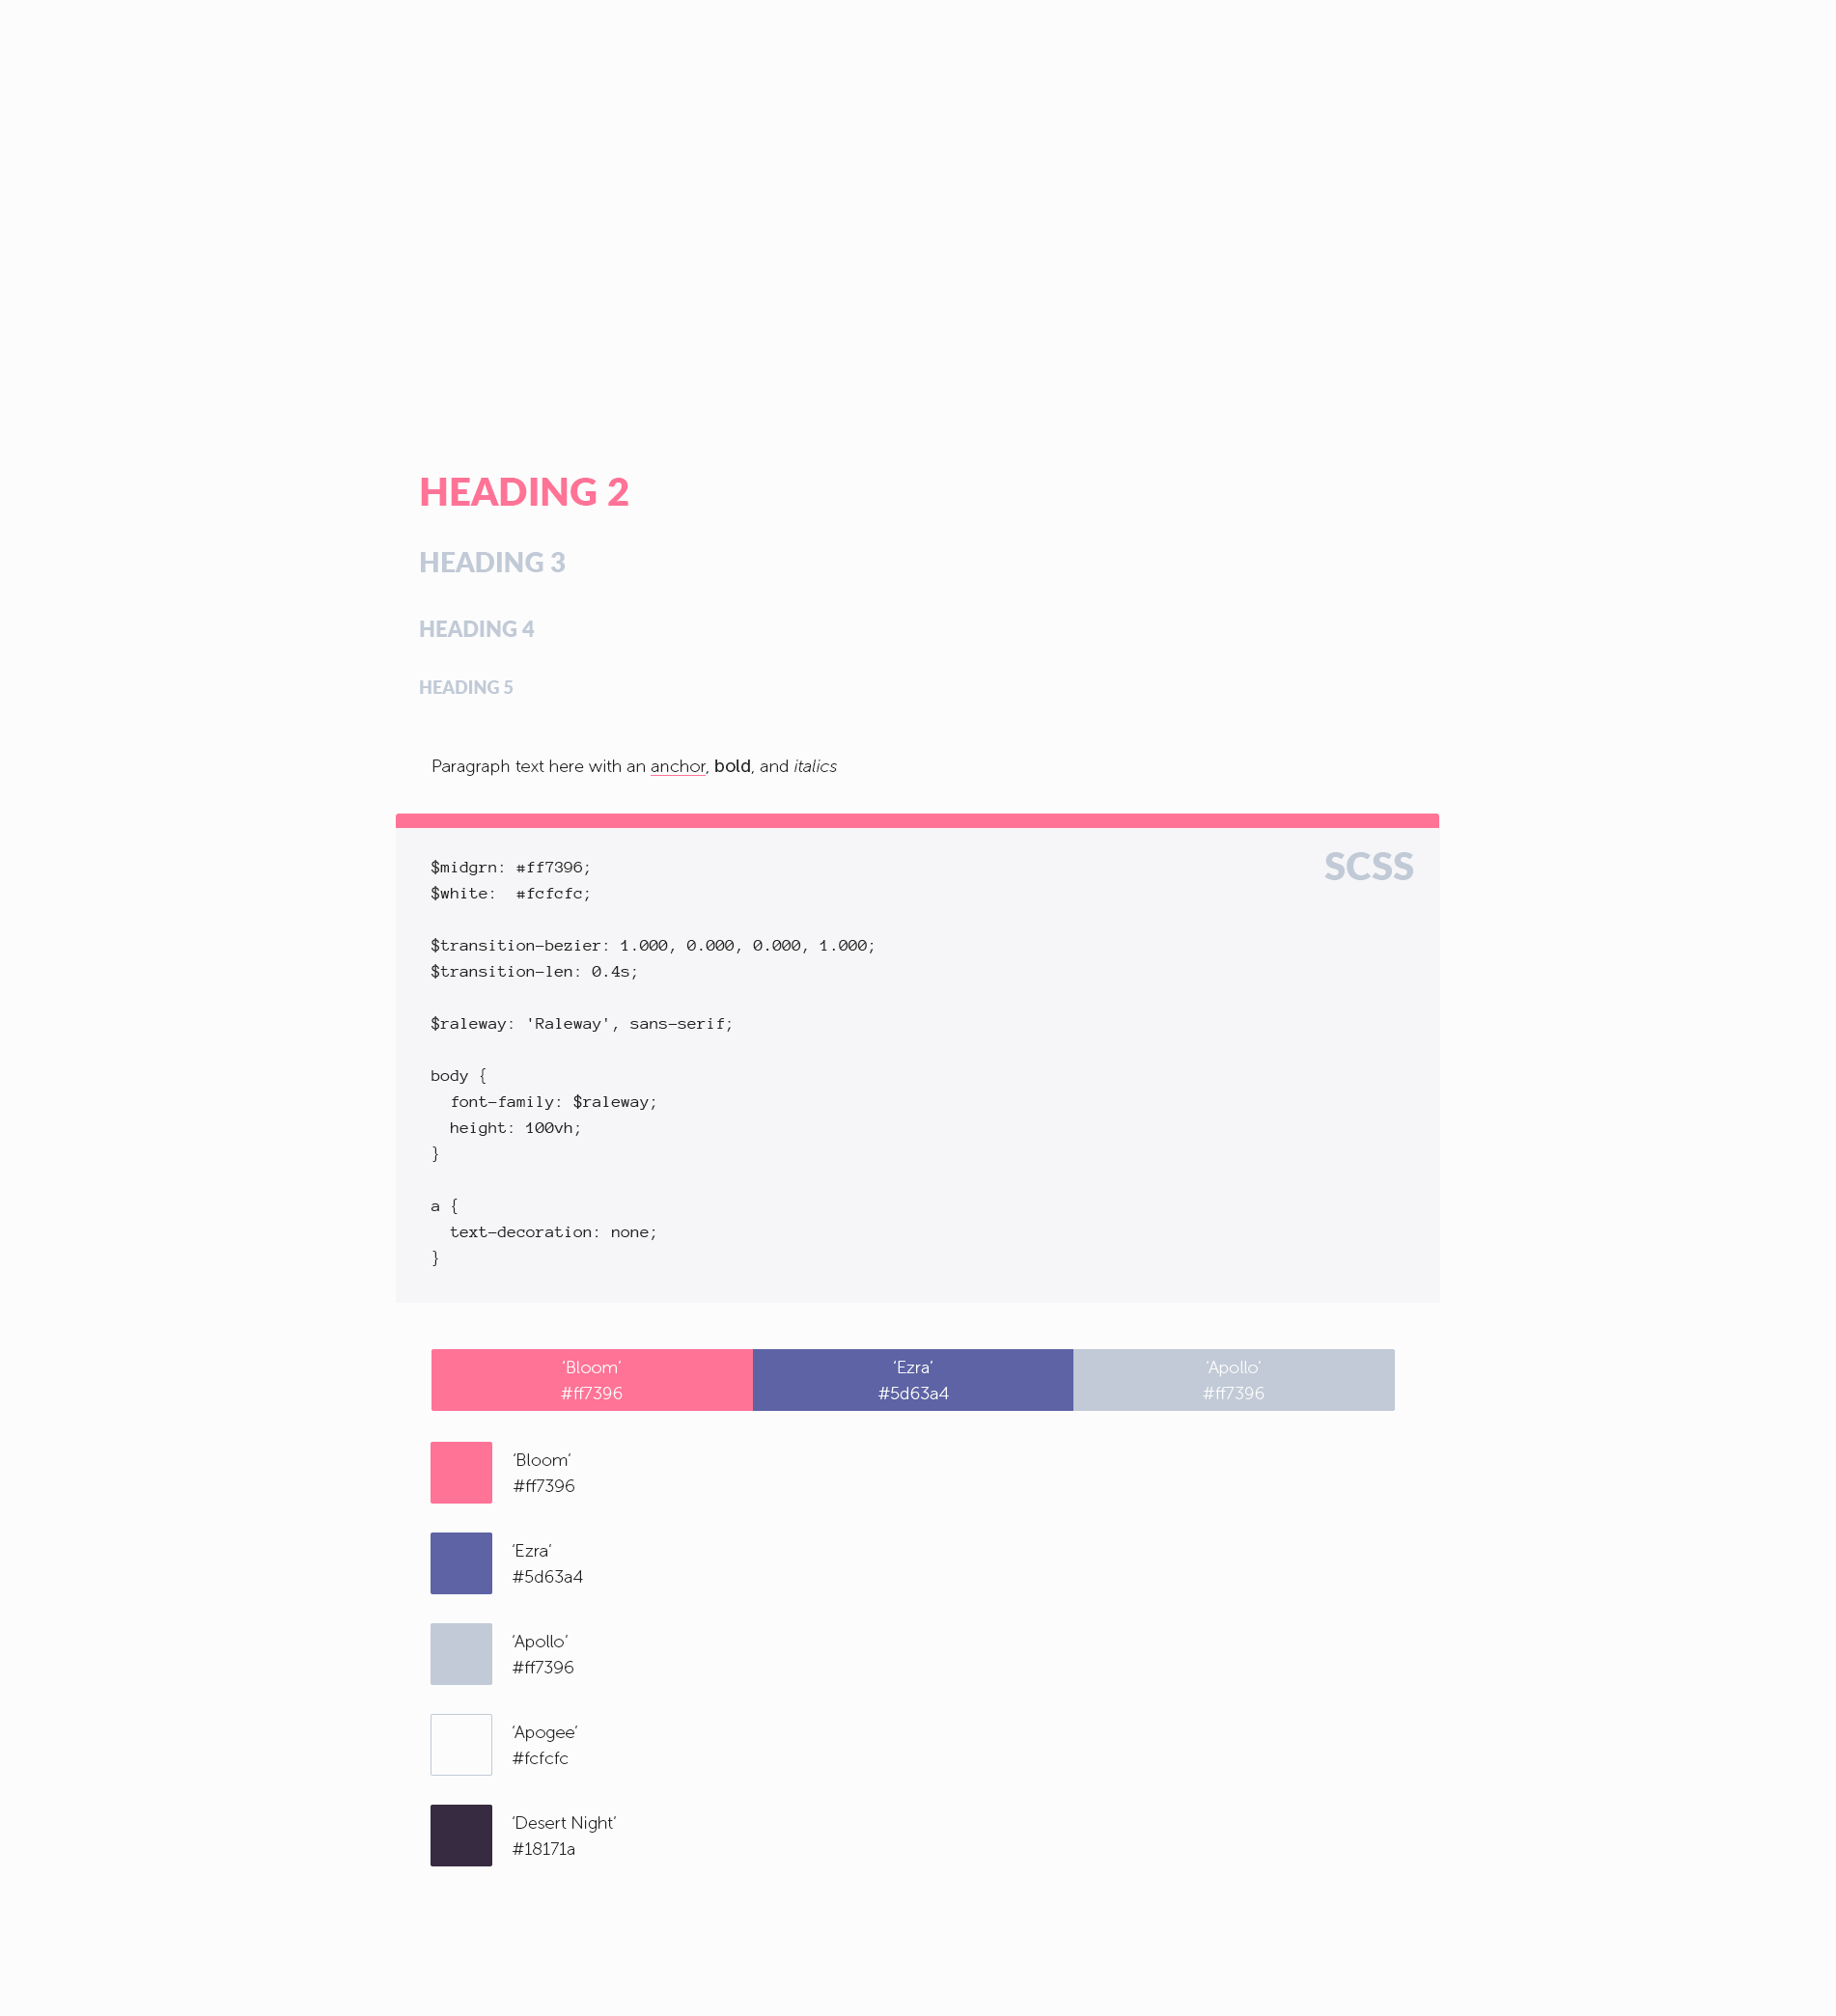 HEADING 2
HEADING 3
HEADING 4
HEADING 5
Paragraph text here with an anchor, bold, and italics
SCSS
$midgrn: #ff7396;
$white:  #fcfcfc;
$transition-bezier: 1.000, 0.000, 0.000, 1.000;
$transition-len: 0.4s;
$raleway: 'Raleway', sans-serif;
body {
  font-family: $raleway;
  height: 100vh;
}
a {
  text-decoration: none;
}
‘Bloom’
#ff7396
‘Ezra’
#5d63a4
‘Apollo’
#ff7396
‘Bloom’
#ff7396
‘Ezra’
#5d63a4
‘Apollo’
#ff7396
‘Apogee’
#fcfcfc
‘Desert Night’
#18171a